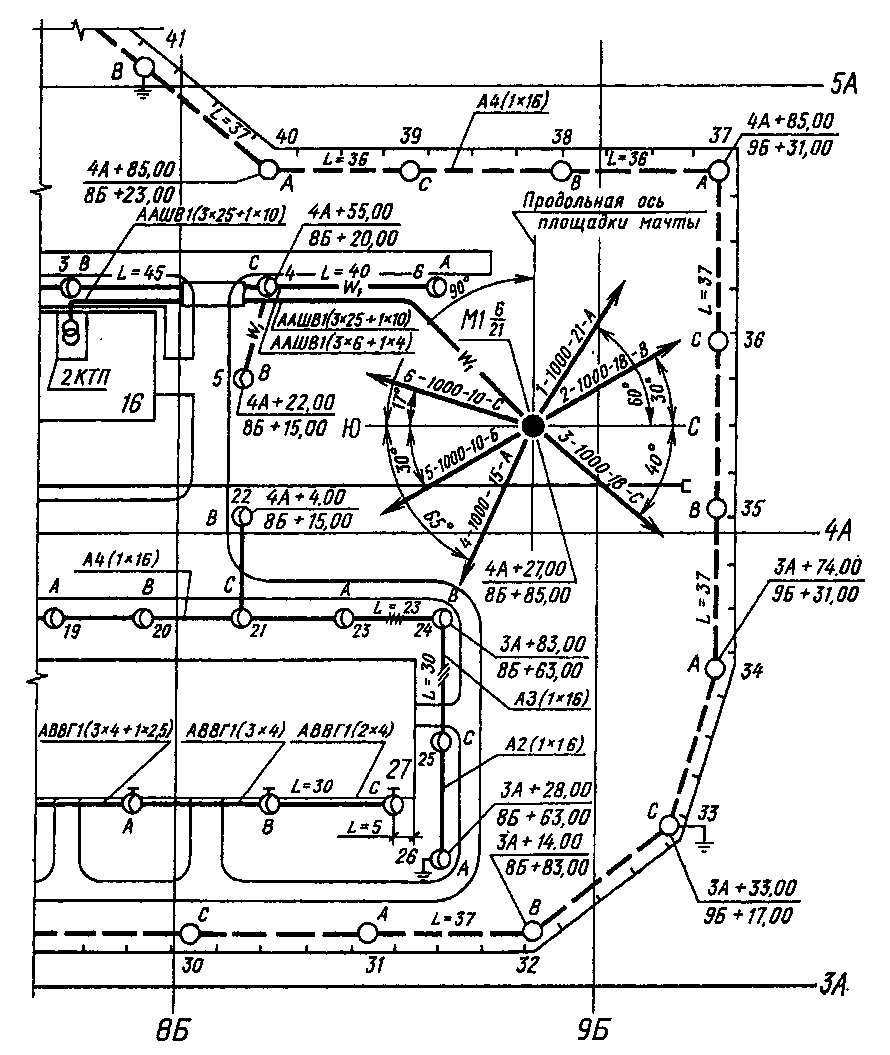 41
В
5А
L=37
40
39
А4(1×16)
38
37
4А+85,00
9Б+31,00
4А+85,00
8Б+23,00
А
L=36
С
В
L=36
А
ААШВ1(3×25+1×10)
4А+55,00
8Б+20,00
Продольная ось
площадки мачты
3
В
L=45
С
4
L=40
6
А
W₁
90°
L=37
ААШВ1(3×25+1×10)
ААШВ1(3×6+1×4)
М1 6/21
1-1000-21-А
2-1000-18-В
С
36
W₁
W₁
2КТП
16
5
В
4А+22,00
8Б+15,00
6-1000-10-С
17°
60°
30°
Ю
С
30°
5-1000-10-Б
4-1000-15-А
3-1000-18-С
40°
65°
22
В
4А+4.00
8Б+15,00
В
35
4А
А4(1×16)
4А+27,00
8Б+85,00
3А+74.00
9Б+31,00
L=37
А
В
С
А
L=23
В
19
20
21
23
24
3А+83,00
8Б+63,00
А
34
L=30
А3(1×16)
АВВГ1(3×4+1×2,5)
АВВГ1(3×4)
АВВГ1(2×4)
25
С
А2(1×16)
27
L=30
С
А
В
L=5
26
А
3А+28,00
8Б+63,00
3А+14.00
8Б+83,00
С
33
3А+33,00
9Б+17,00
С
А
L=37
В
30
31
32
3А
8Б
9Б